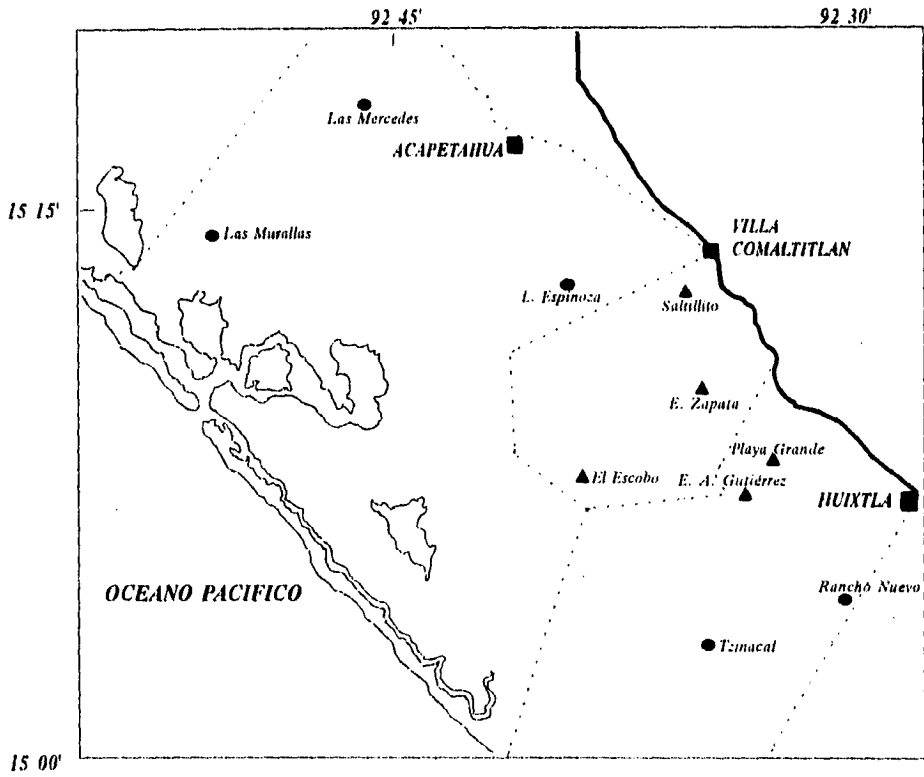 92 45'
92 30'
Las Mercedes
ACAPETAHUA
15 15'
Las Murallas
VILLA
COMALTITLAN
L. Espinoza
Saltillito
E. Zapata
Playa Grande
El Escobo
E. A. Gutiérrez
HUIXTLA
OCEANO PACIFICO
Rancho Nuevo
Tzinacal
15 00'